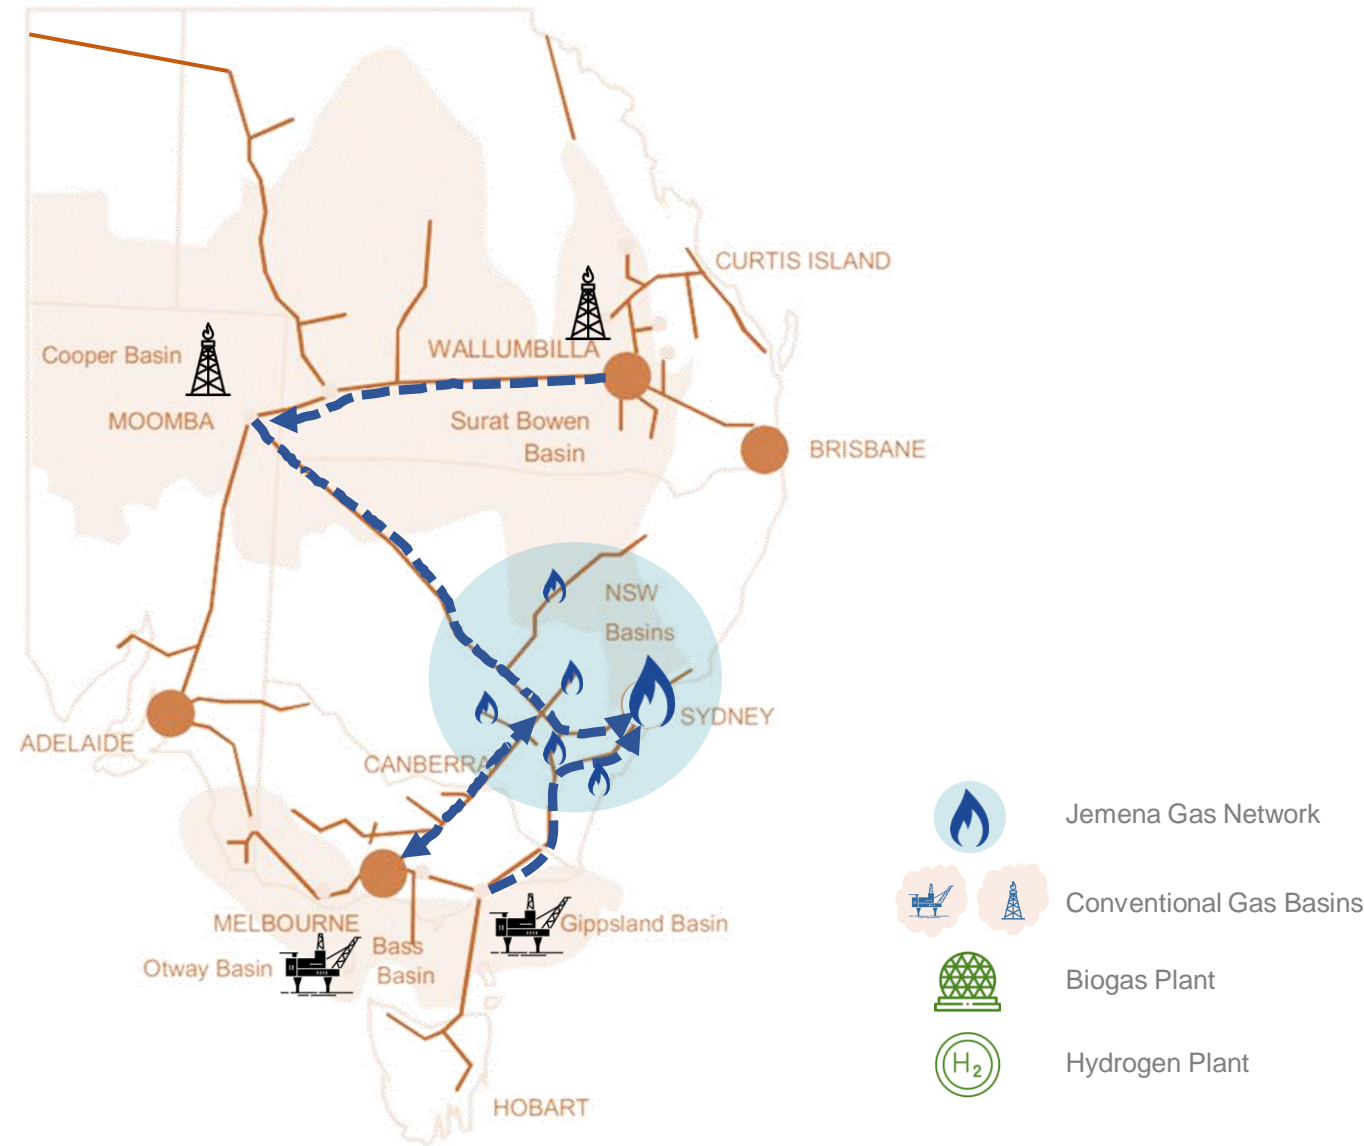 CURTIS ISLAND
WALLUMBILLA
Cooper Basin
MOOMBA
Surat Bowen
Basin
BRISBANE
NSW
Basins
SYDNEY
ADELAIDE
CANBERRA
MELBOURNE
Gippsland Basin
Bass
Basin
Otway Basin
HOBART
Jemena Gas Network
Conventional Gas Basins
Biogas Plant
H2
Hydrogen Plant